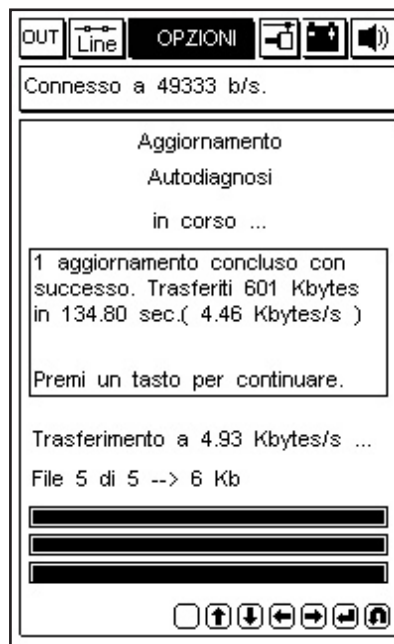 OUT Line OPZIONI
Connesso a 49333 b/s.
Aggiornamento
Autodiagnosi
in corso ...
1 aggiornamento concluso con
successo. Trasferiti 601 Kbytes
in 134.80 sec.( 4.46 Kbytes/s )
Premi un tasto per continuare.
Trasferimento a 4.93 Kbytes/s ...
File 5 di 5 --> 6 Kb